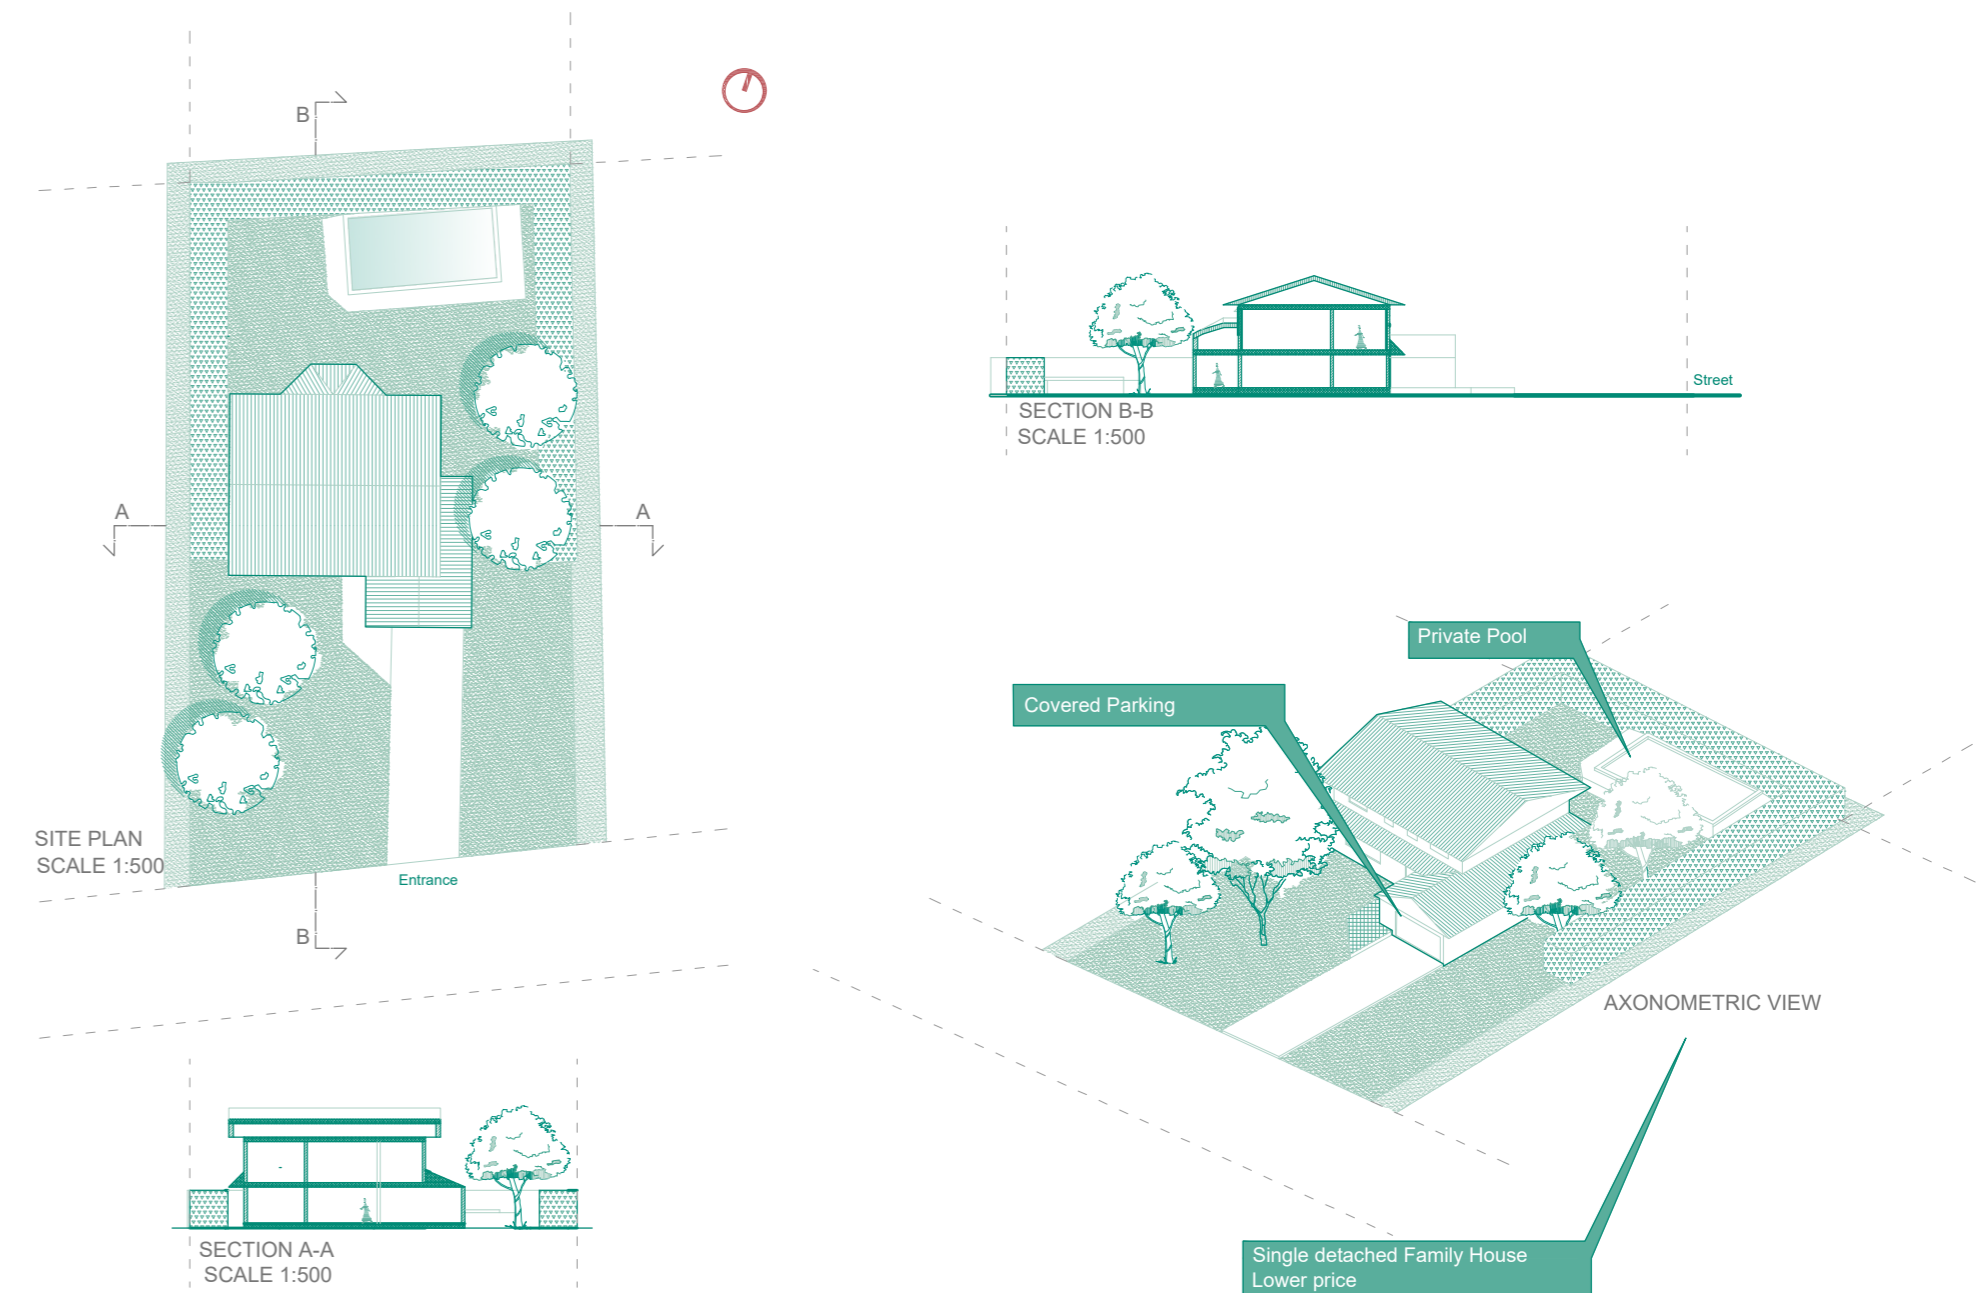 B
A
A
SITE PLAN
SCALE 1:500
Entrance
B
SECTION A-A
SCALE 1:500
Street
SECTION B-B
SCALE 1:500
Private Pool
Covered Parking
AXONOMETRIC VIEW
Single detached Family House
Lower price